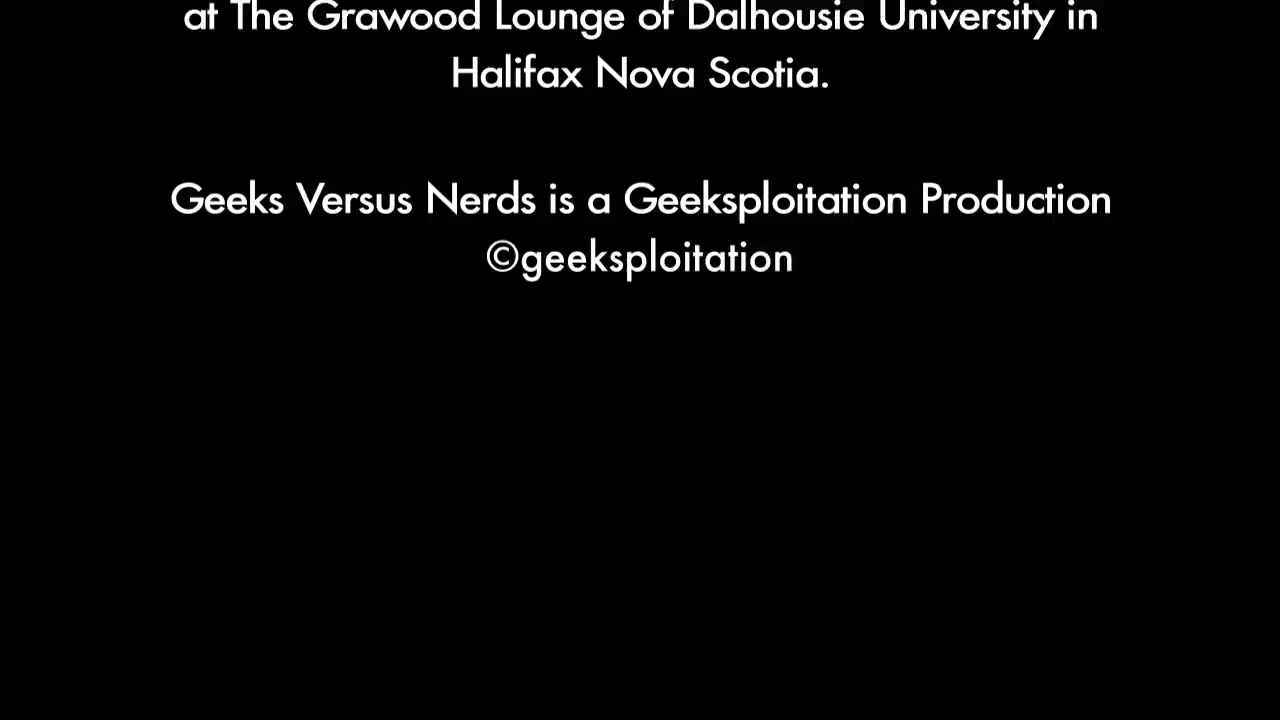 at The Grawood Lounge of Dalhousie University in
Halifax Nova Scotia.
Geeks Versus Nerds is a Geeksploitation Production
©geeksploitation